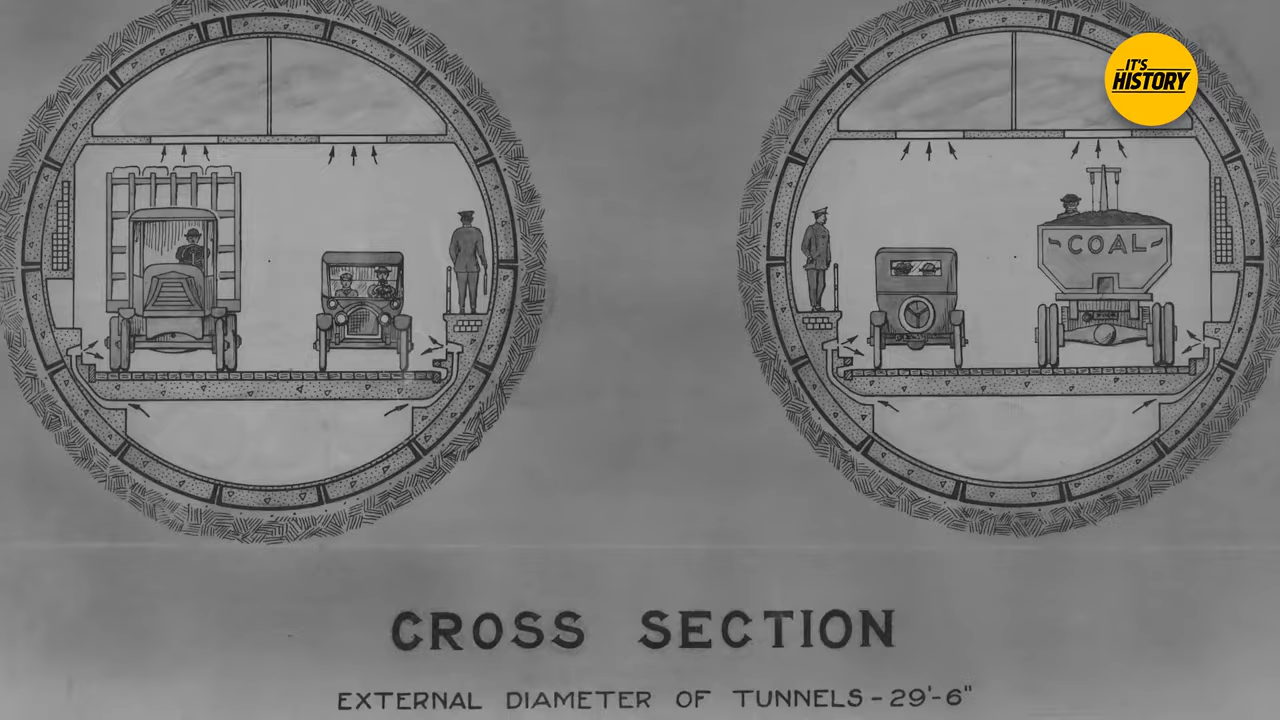 IT'S
HISTORY
COAL
CROSS SECTION
EXTERNAL DIAMETER OF TUNNELS - 29'-6"